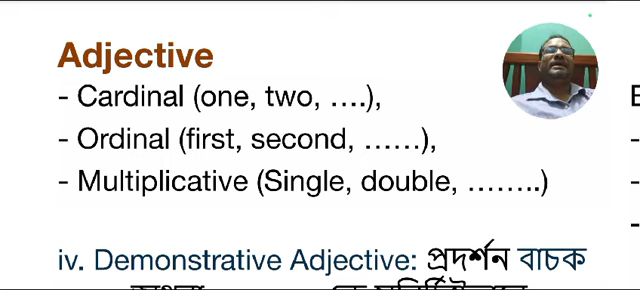 Adjective
- Cardinal (one, two, ….),
- Ordinal (first, second, ……),
- Multiplicative (Single, double, ……..)
iv. Demonstrative Adjective: প্রদর্শন বাচক